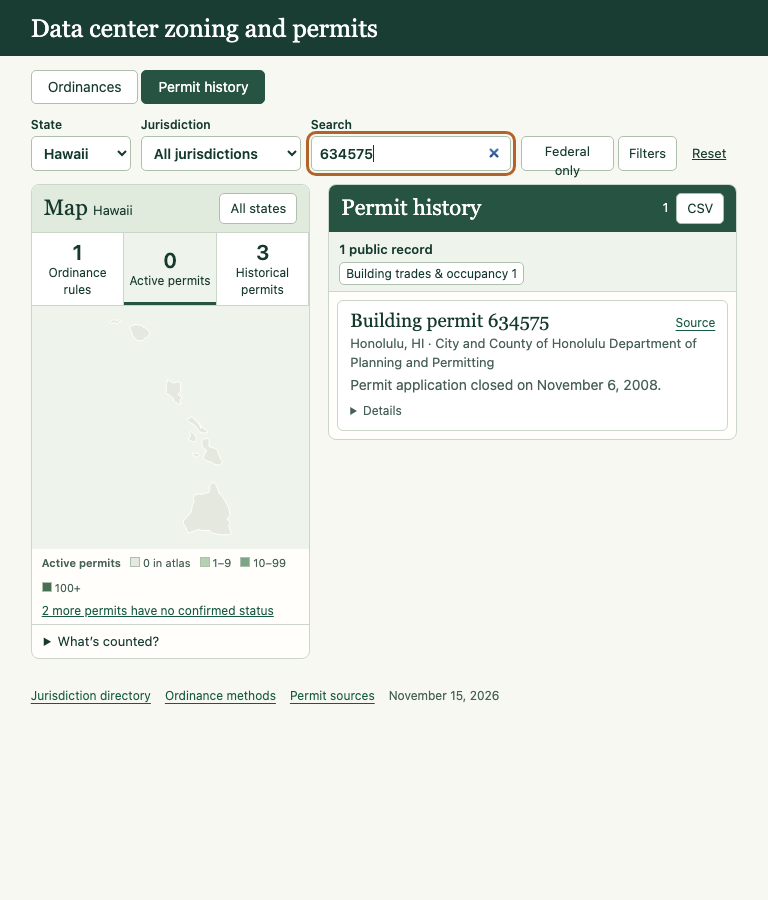 Data center zoning and permits
Ordinances
Permit history
State
Jurisdiction
Search
Hawaii
All jurisdictions
634575
Federal only
Filters
Reset
Map Hawaii
All states
1
Ordinance rules
0
Active permits
3
Historical permits
Active permits
0 in atlas
1–9
10–99
100+
2 more permits have no confirmed status
What's counted?
Permit history
1
CSV
1 public record
Building trades & occupancy 1
Building permit 634575
Source
Honolulu, HI · City and County of Honolulu Department of
Planning and Permitting
Permit application closed on November 6, 2008.
Details
Jurisdiction directory
Ordinance methods
Permit sources
November 15, 2026